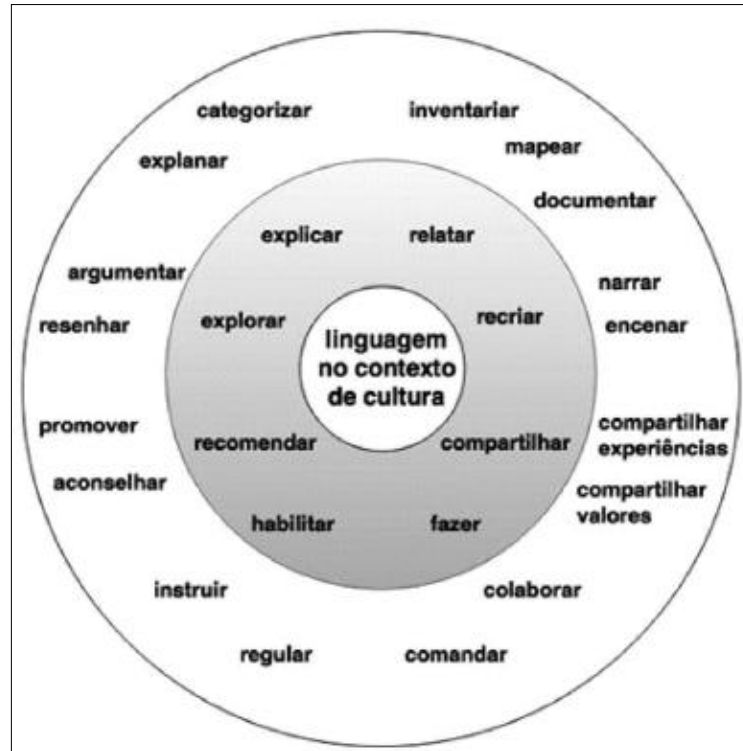 categorizar
inventariar
explanar
mapear
documentar
explicar
relatar
argumentar
narrar
resenhar
explorar
recriar
encenar
linguagem
no contexto
de cultura
promover
recomendar
compartilhar
compartilhar
experiências
aconselhar
compartilhar
valores
habilitar
fazer
instruir
colaborar
regular
comandar